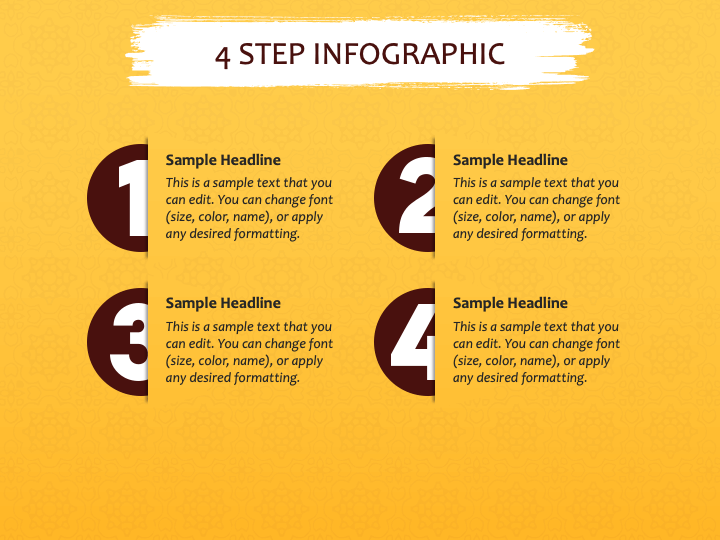 4 STEP INFOGRAPHIC
1
Sample Headline
This is a sample text that you
can edit. You can change font
(size, color, name), or apply
any desired formatting.
2
Sample Headline
This is a sample text that you
can edit. You can change font
(size, color, name), or apply
any desired formatting.
3
Sample Headline
This is a sample text that you
can edit. You can change font
(size, color, name), or apply
any desired formatting.
4
Sample Headline
This is a sample text that you
can edit. You can change font
(size, color, name), or apply
any desired formatting.